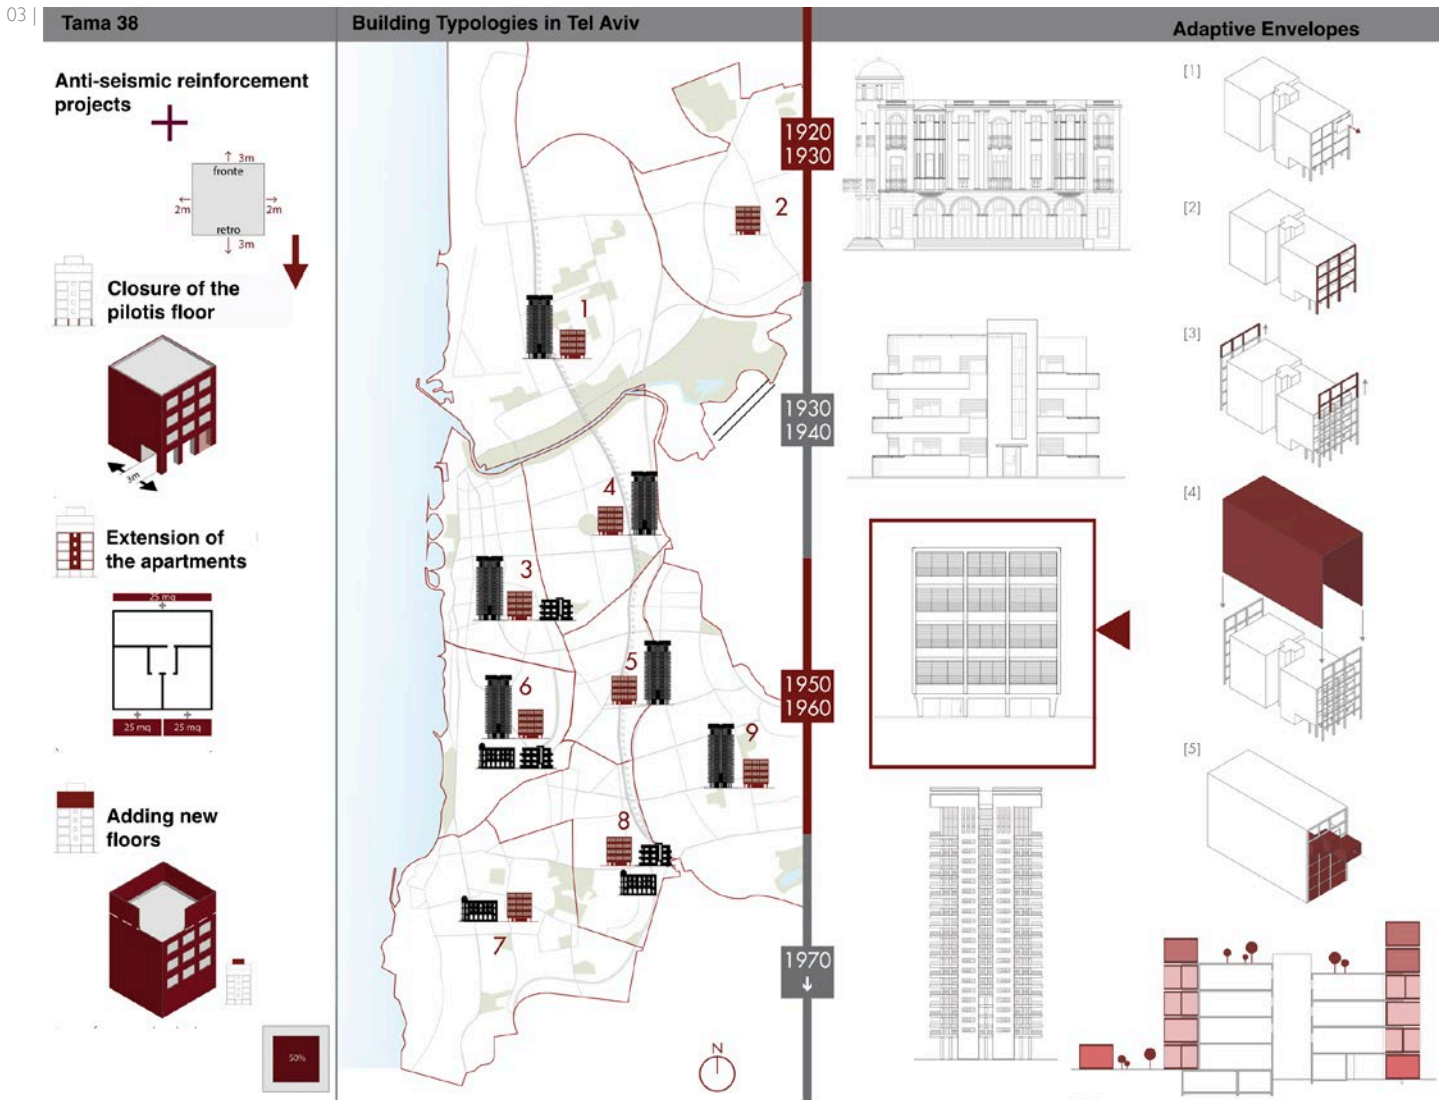 03 |
Tama 38
Building Typologies in Tel Aviv
Adaptive Envelopes
Anti-seismic reinforcement
projects
3m
fronte
2m
2m
retro
3m
Closure of the
pilotis floor
3m
Extension of
the apartments
25 mq
25 mq
25 mq
Adding new
floors
50%
2
1
4
3
5
6
9
8
7
N
1920
1930
1930
1940
1950
1960
1970
[1]
[2]
[3]
[4]
[5]